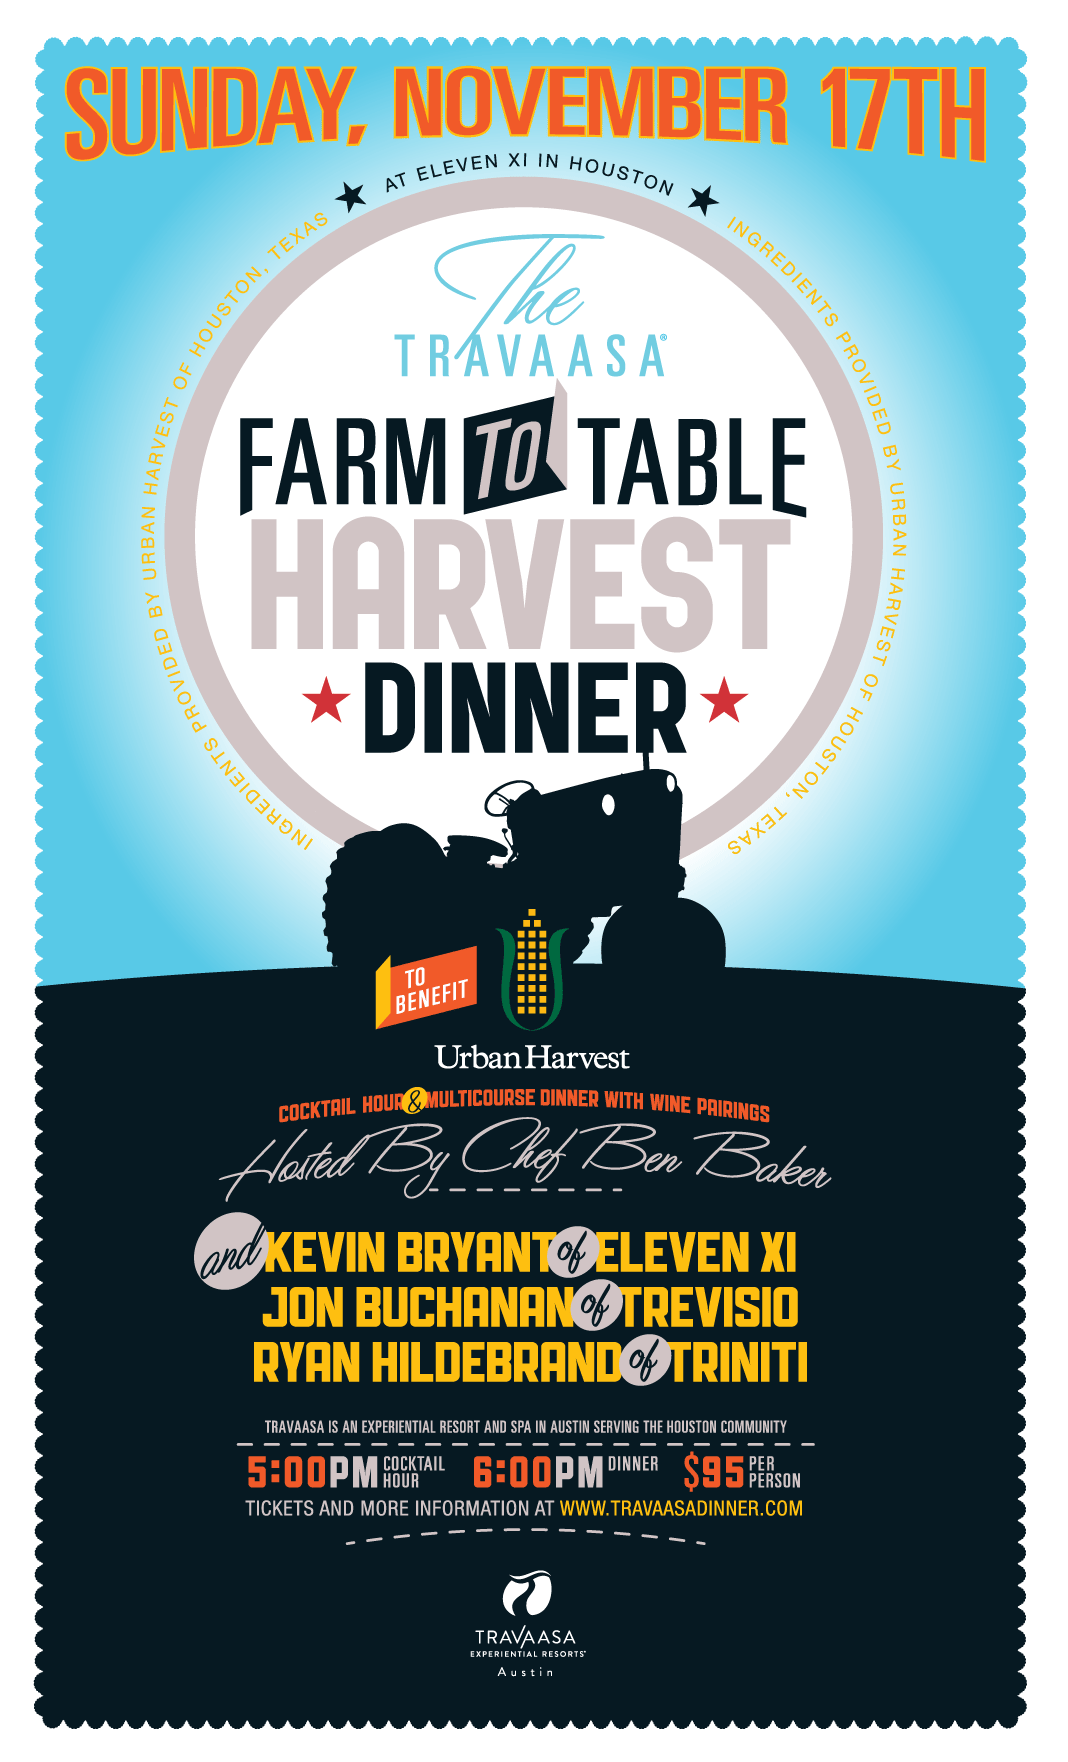 SUNDAY, NOVEMBER 17TH
AT ELEVEN XI IN HOUSTON
INGREDIENTS PROVIDED BY URBAN HARVEST OF HOUSTON, TEXAS
INGREDIENTS PROVIDED BY URBAN HARVEST OF HOUSTON, TEXAS
The
TRAVAASA®
FARM TO TABLE
HARVEST
DINNER
TO
BENEFIT
Urban Harvest
COCKTAIL HOUR & MULTICOURSE DINNER WITH WINE PAIRINGS
Hosted By Chef Ben Baker
and KEVIN BRYANT of ELEVEN XI
JON BUCHANAN of TREVISIO
RYAN HILDEBRAND of TRINITI
TRAVAASA IS AN EXPERIENTIAL RESORT AND SPA IN AUSTIN SERVING THE HOUSTON COMMUNITY
5:00PM COCKTAIL HOUR 6:00PM DINNER $95 PER PERSON
TICKETS AND MORE INFORMATION AT WWW.TRAVAASADINNER.COM
TRAVAASA
EXPERIENTIAL RESORTS
Austin